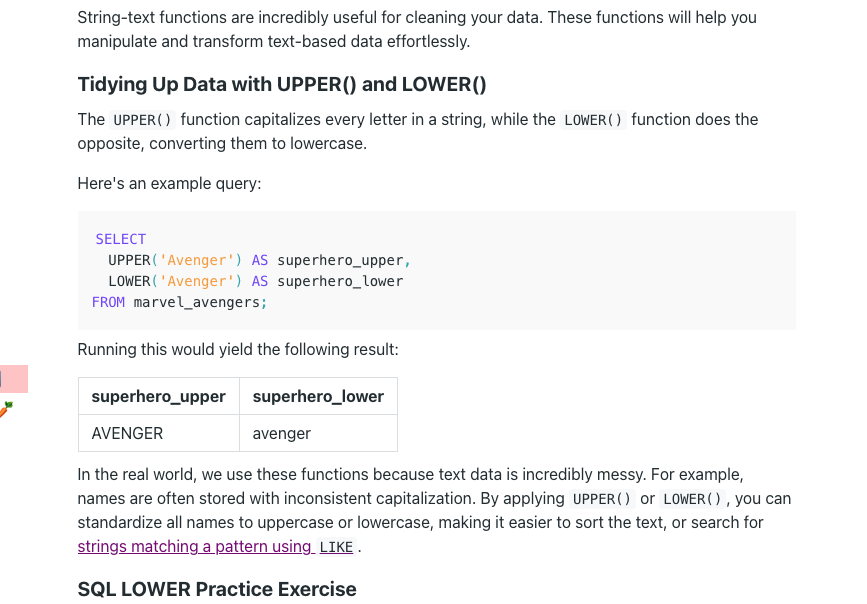 String-text functions are incredibly useful for cleaning your data. These functions will help you
manipulate and transform text-based data effortlessly.
Tidying Up Data with UPPER() and LOWER()
The UPPER() function capitalizes every letter in a string, while the LOWER() function does the
opposite, converting them to lowercase.
Here's an example query:
SELECT
UPPER('Avenger') AS superhero_upper,
LOWER('Avenger') AS superhero_lower
FROM marvel_avengers;
Running this would yield the following result:
superhero_upper superhero_lower
AVENGER avenger
In the real world, we use these functions because text data is incredibly messy. For example,
names are often stored with inconsistent capitalization. By applying UPPER() or LOWER(), you can
standardize all names to uppercase or lowercase, making it easier to sort the text, or search for
strings matching a pattern using LIKE.
SQL LOWER Practice Exercise